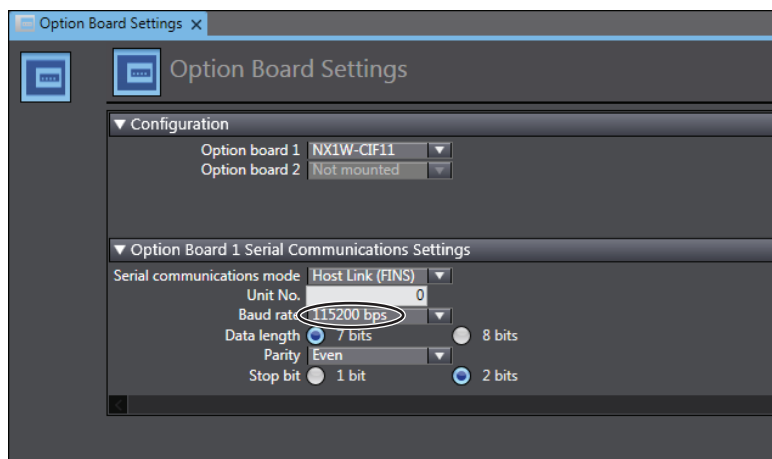 Option Board Settings
Option Board Settings
Configuration
Option board 1 NX1W-CIF11
Option board 2 Not mounted
Option Board 1 Serial Communications Settings
Serial communications mode Host Link (FINS)
Unit No. 0
Baud rate 115200 bps
Data length 7 bits 8 bits
Parity Even
Stop bit 1 bit 2 bits